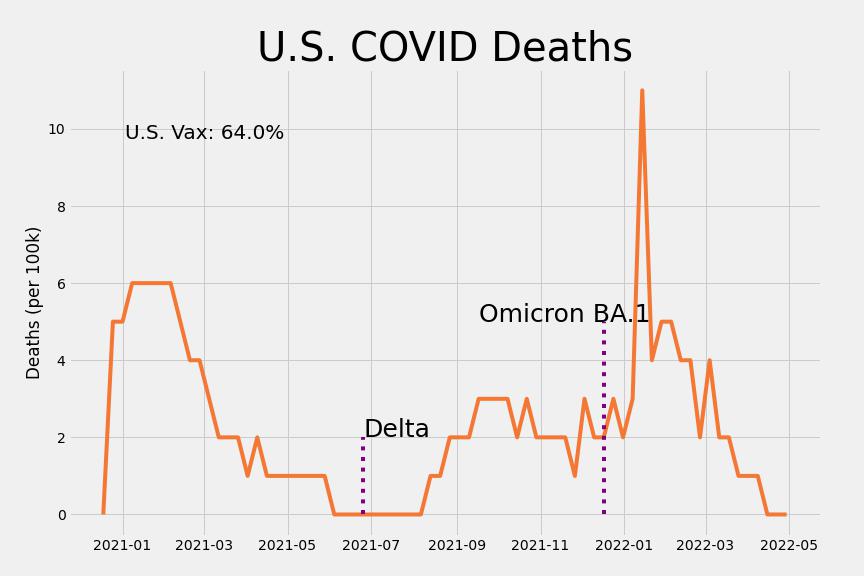 U.S. COVID Deaths
U.S. Vax: 64.0%
Deaths (per 100k)
10
8
6
4
2
0
Omicron BA.1
Delta
2021-01 2021-03 2021-05 2021-07 2021-09 2021-11 2022-01 2022-03 2022-05